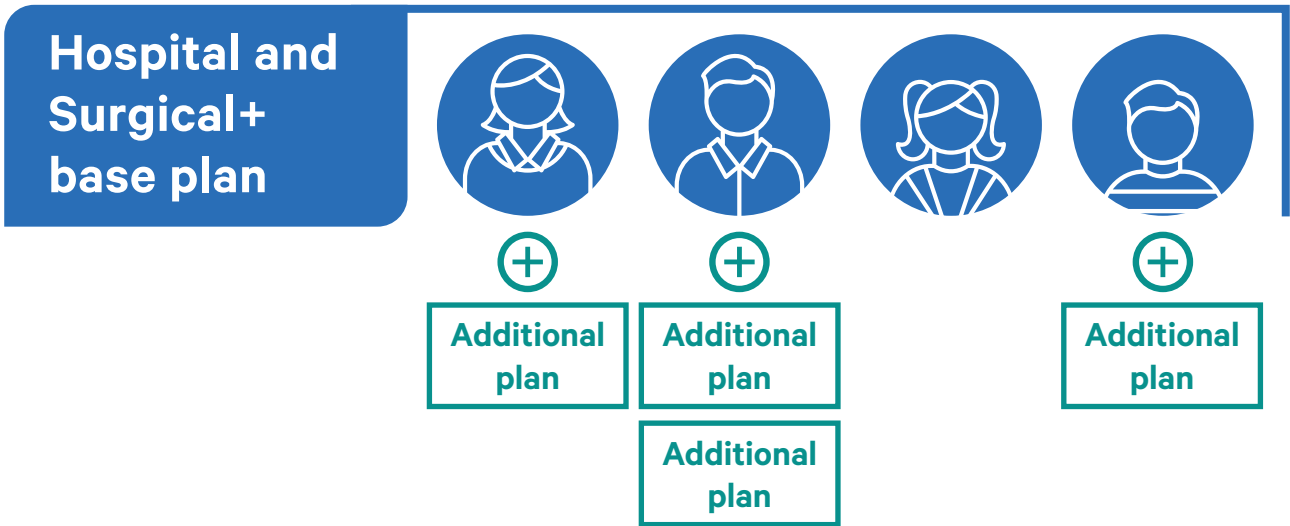 Hospital and
Surgical+
base plan
Additional
plan
Additional
plan
Additional
plan
Additional
plan